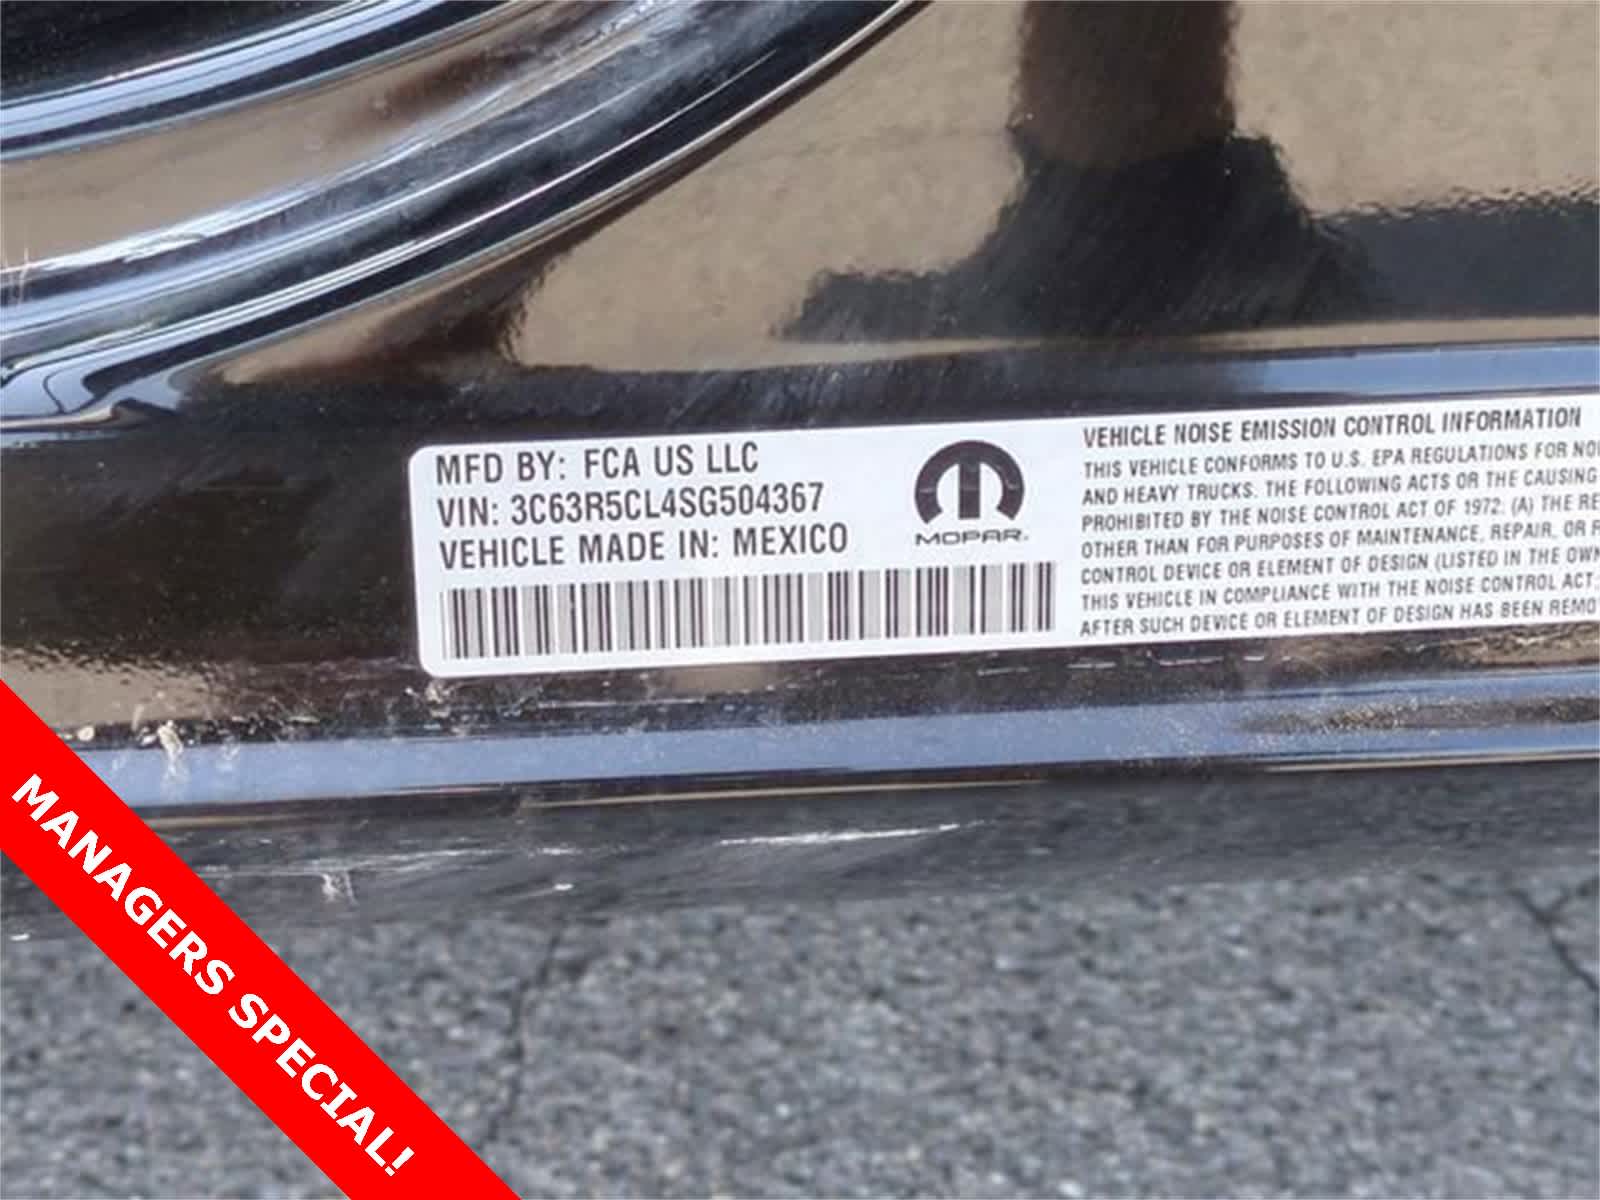 MFD BY: FCA US LLC
VIN: 3C63R5CL4SG504367
VEHICLE MADE IN: MEXICO
MOPAR
VEHICLE NOISE EMISSION CONTROL INFORMATION
THIS VEHICLE CONFORMS TO U.S. EPA REGULATIONS FOR
AND HEAVY TRUCKS. THE FOLLOWING ACTS OR THE CAUSING
PROHIBITED BY THE NOISE CONTROL ACT OF 1972: (A) THE
OTHER THAN FOR PURPOSES OF MAINTENANCE, REPAIR, OR
CONTROL DEVICE OR ELEMENT OF DESIGN (LISTED IN THE
THIS VEHICLE IN COMPLIANCE WITH THE NOISE CONTROL ACT;
AFTER SUCH DEVICE OR ELEMENT OF DESIGN HAS BEEN
MANAGERS SPECIAL!